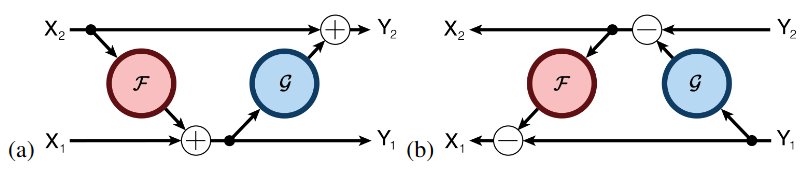 X₂ + Y₂ X₂ − Y₂
ℱ 𝒢 ℱ 𝒢
(a) X₁ + Y₁ (b) X₁ − Y₁